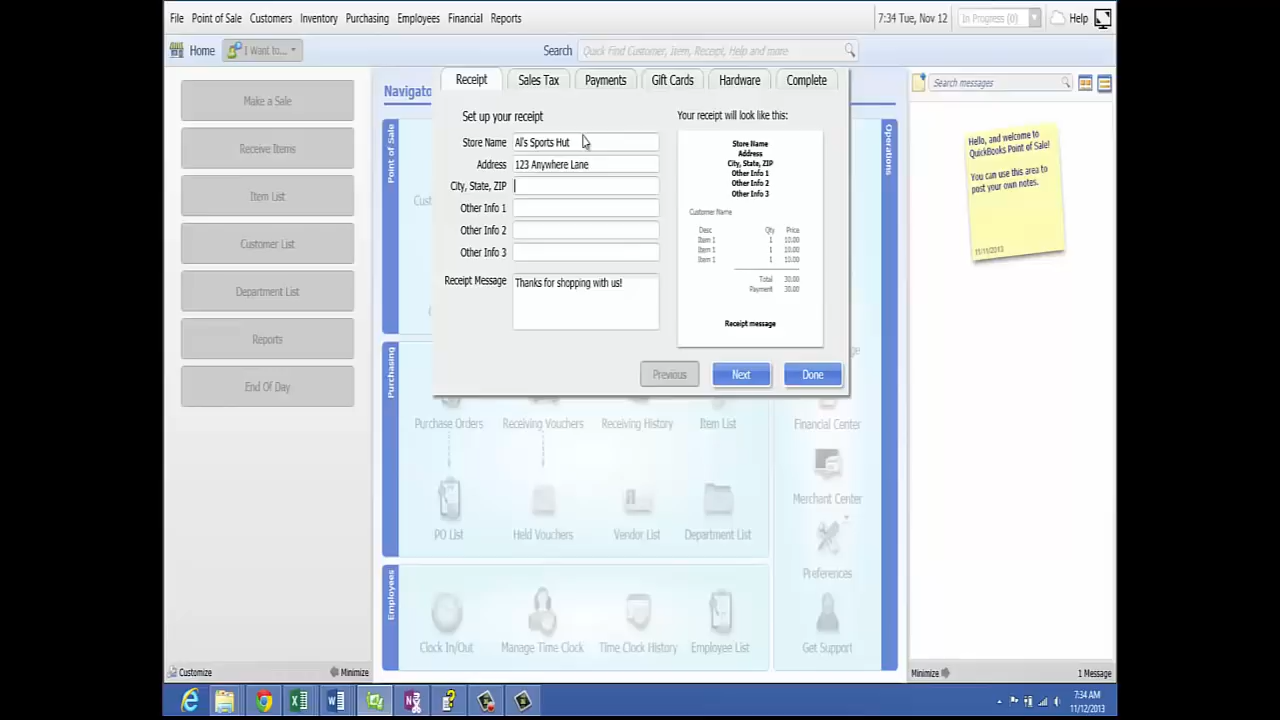 File Point of Sale Customers Inventory Purchasing Employees Financial Reports
7:34 Tue, Nov 12
In Progress (0)
Help
Home
I Want to...
Search
Quick Find Customer, Item, Receipt, Help and more
Make a Sale
Receive Items
Item List
Customer List
Department List
Reports
End Of Day
Customize
Minimize
Navigato
Point of Sale
Purchasing
Employees
Operations
Receipt Sales Tax Payments Gift Cards Hardware Complete
Set up your receipt
Store Name Al's Sports Hut
Address 123 Anywhere Lane
City, State, ZIP
Other Info 1
Other Info 2
Other Info 3
Receipt Message Thanks for shopping with us!
Your receipt will look like this:
Store Name
Address
City, State, ZIP
Other Info 1
Other Info 2
Other Info 3
Customer Name
Desc Qty Price
Item 1 1 10.00
Item 1 1 10.00
Item 1 1 10.00
Total 30.00
Payment 30.00
Receipt message
Previous Next Done
Purchase Orders Receiving Vouchers Receiving History Item List
PO List Held Vouchers Vendor List Department List
Clock In/Out Manage Time Clock Time Clock History Employee List
Financial Center
Merchant Center
Preferences
Get Support
Search messages
Hello, and welcome to
QuickBooks Point of Sale!
You can use this area to
post your own notes.
11/11/2013
Minimize
1 Message
7:34 AM
11/12/2013